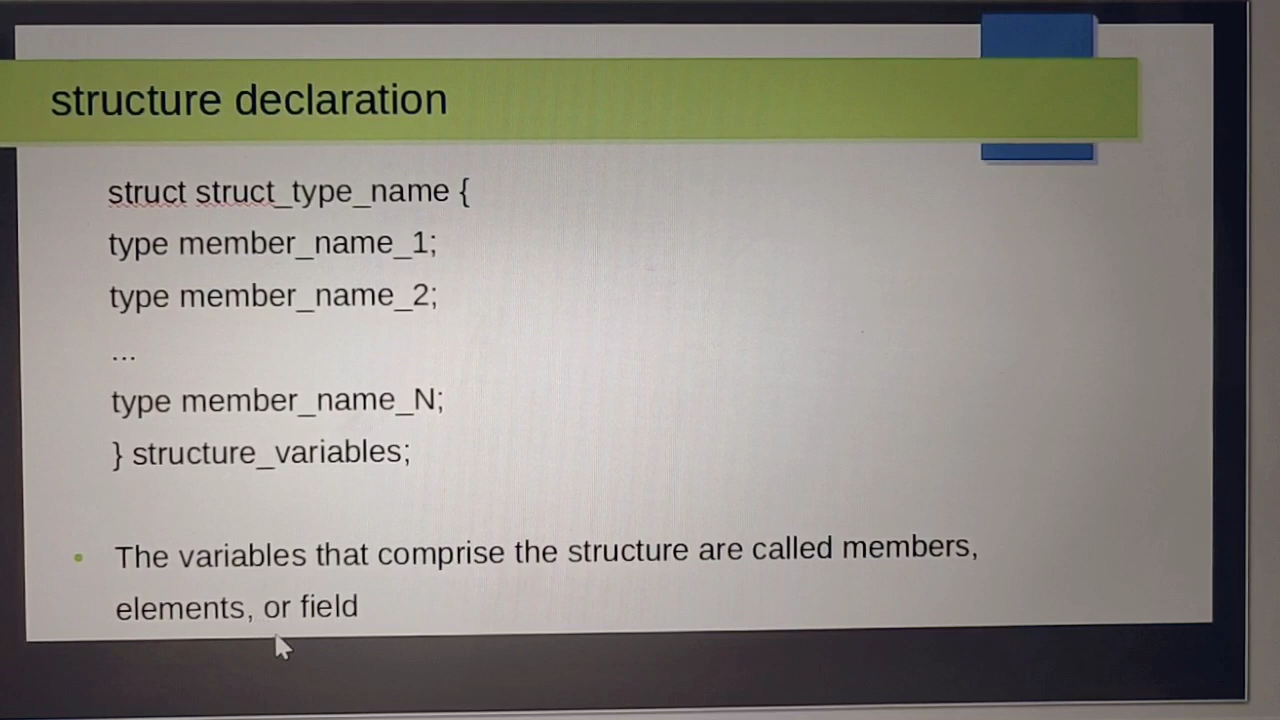 structure declaration
struct struct_type_name {
type member_name_1;
type member_name_2;
...
type member_name_N;
} structure_variables;
• The variables that comprise the structure are called members,
elements, or field